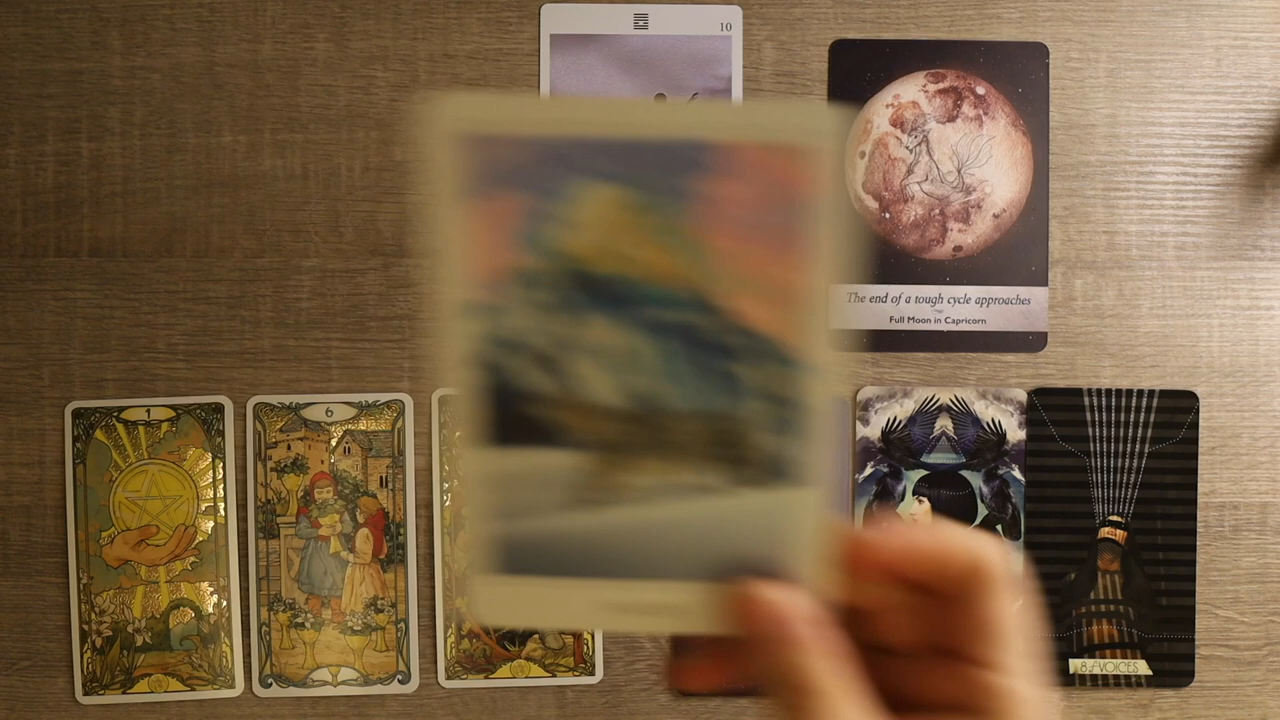 10
The end of a tough cycle approaches
Full Moon in Capricorn
1
6
8 of VOICES